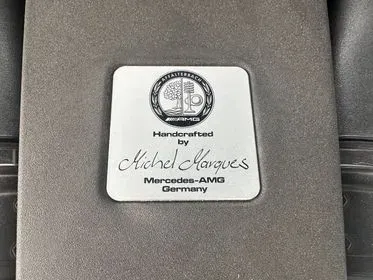 AFFALTERBACH
AMG
Handcrafted
by
Michel Marques
Mercedes-AMG
Germany